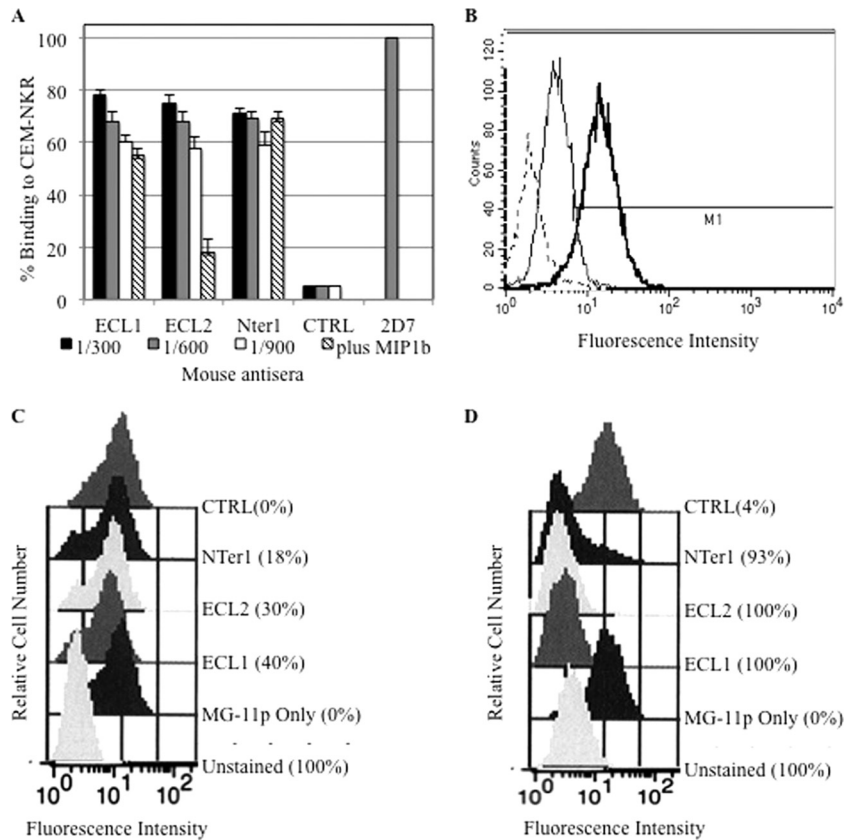 A
% Binding to CEM-NKR
100
80
60
40
20
0
ECL1 ECL2 Nter1 CTRL 2D7
1/300 1/600 1/900 plus MIP1b
Mouse antisera
B
Counts
120
100
80
60
40
20
0
M1
10^0 10^1 10^2 10^3 10^4
Fluorescence Intensity
C
Relative Cell Number
CTRL(0%)
NTer1 (18%)
ECL2 (30%)
ECL1 (40%)
MG-11p Only (0%)
Unstained (100%)
10^0 10^1 10^2
Fluorescence Intensity
D
Relative Cell Number
CTRL(4%)
NTer1 (93%)
ECL2 (100%)
ECL1 (100%)
MG-11p Only (0%)
Unstained (100%)
10^0 10^1 10^2
Fluorescence Intensity